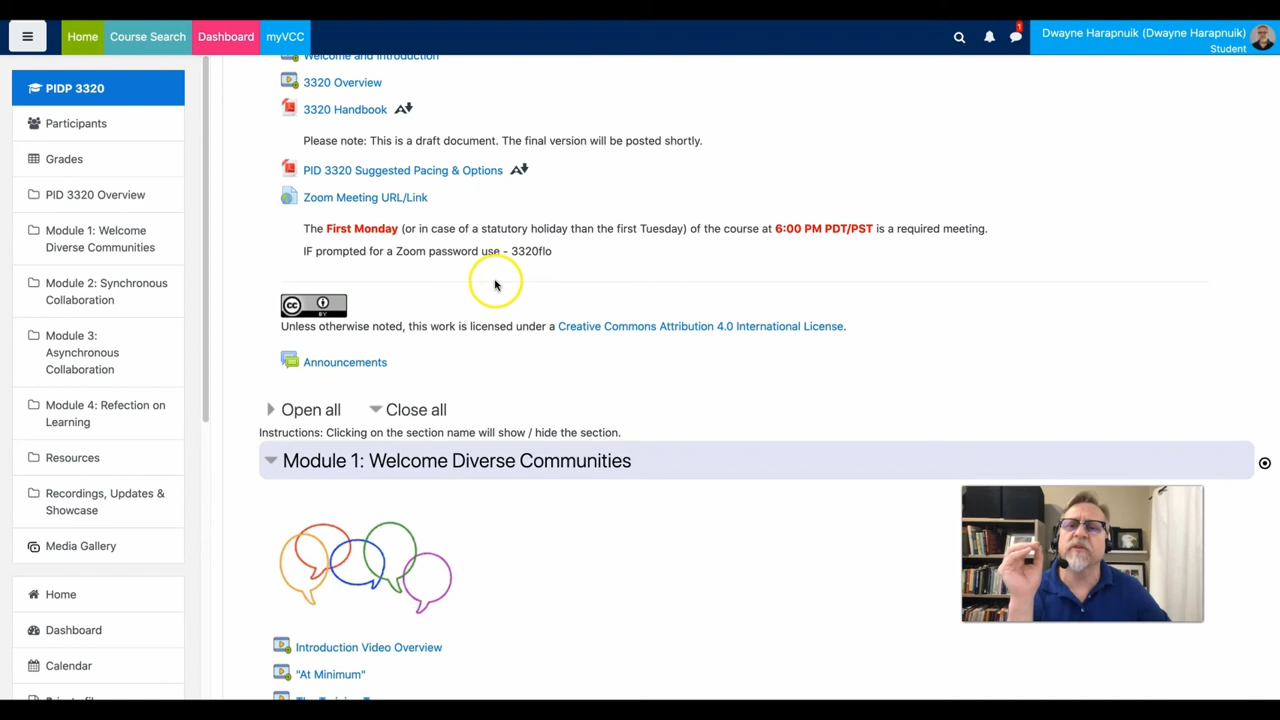 Home
Course Search
Dashboard
myVCC
1
Dwayne Harapnuik (Dwayne Harapnuik)
Student
PIDP 3320
Participants
Grades
PID 3320 Overview
Module 1: Welcome
Diverse Communities
Module 2: Synchronous
Collaboration
Module 3:
Asynchronous
Collaboration
Module 4: Refection on
Learning
Resources
Recordings, Updates &
Showcase
Media Gallery
Home
Dashboard
Calendar
Welcome and Introduction
3320 Overview
3320 Handbook
Please note: This is a draft document. The final version will be posted shortly.
PID 3320 Suggested Pacing & Options
Zoom Meeting URL/Link
The First Monday (or in case of a statutory holiday than the first Tuesday) of the course at 6:00 PM PDT/PST is a required meeting.
IF prompted for a Zoom password use - 3320flo
CC BY
Unless otherwise noted, this work is licensed under a Creative Commons Attribution 4.0 International License.
Announcements
Open all Close all
Instructions: Clicking on the section name will show / hide the section.
Module 1: Welcome Diverse Communities
Introduction Video Overview
"At Minimum"